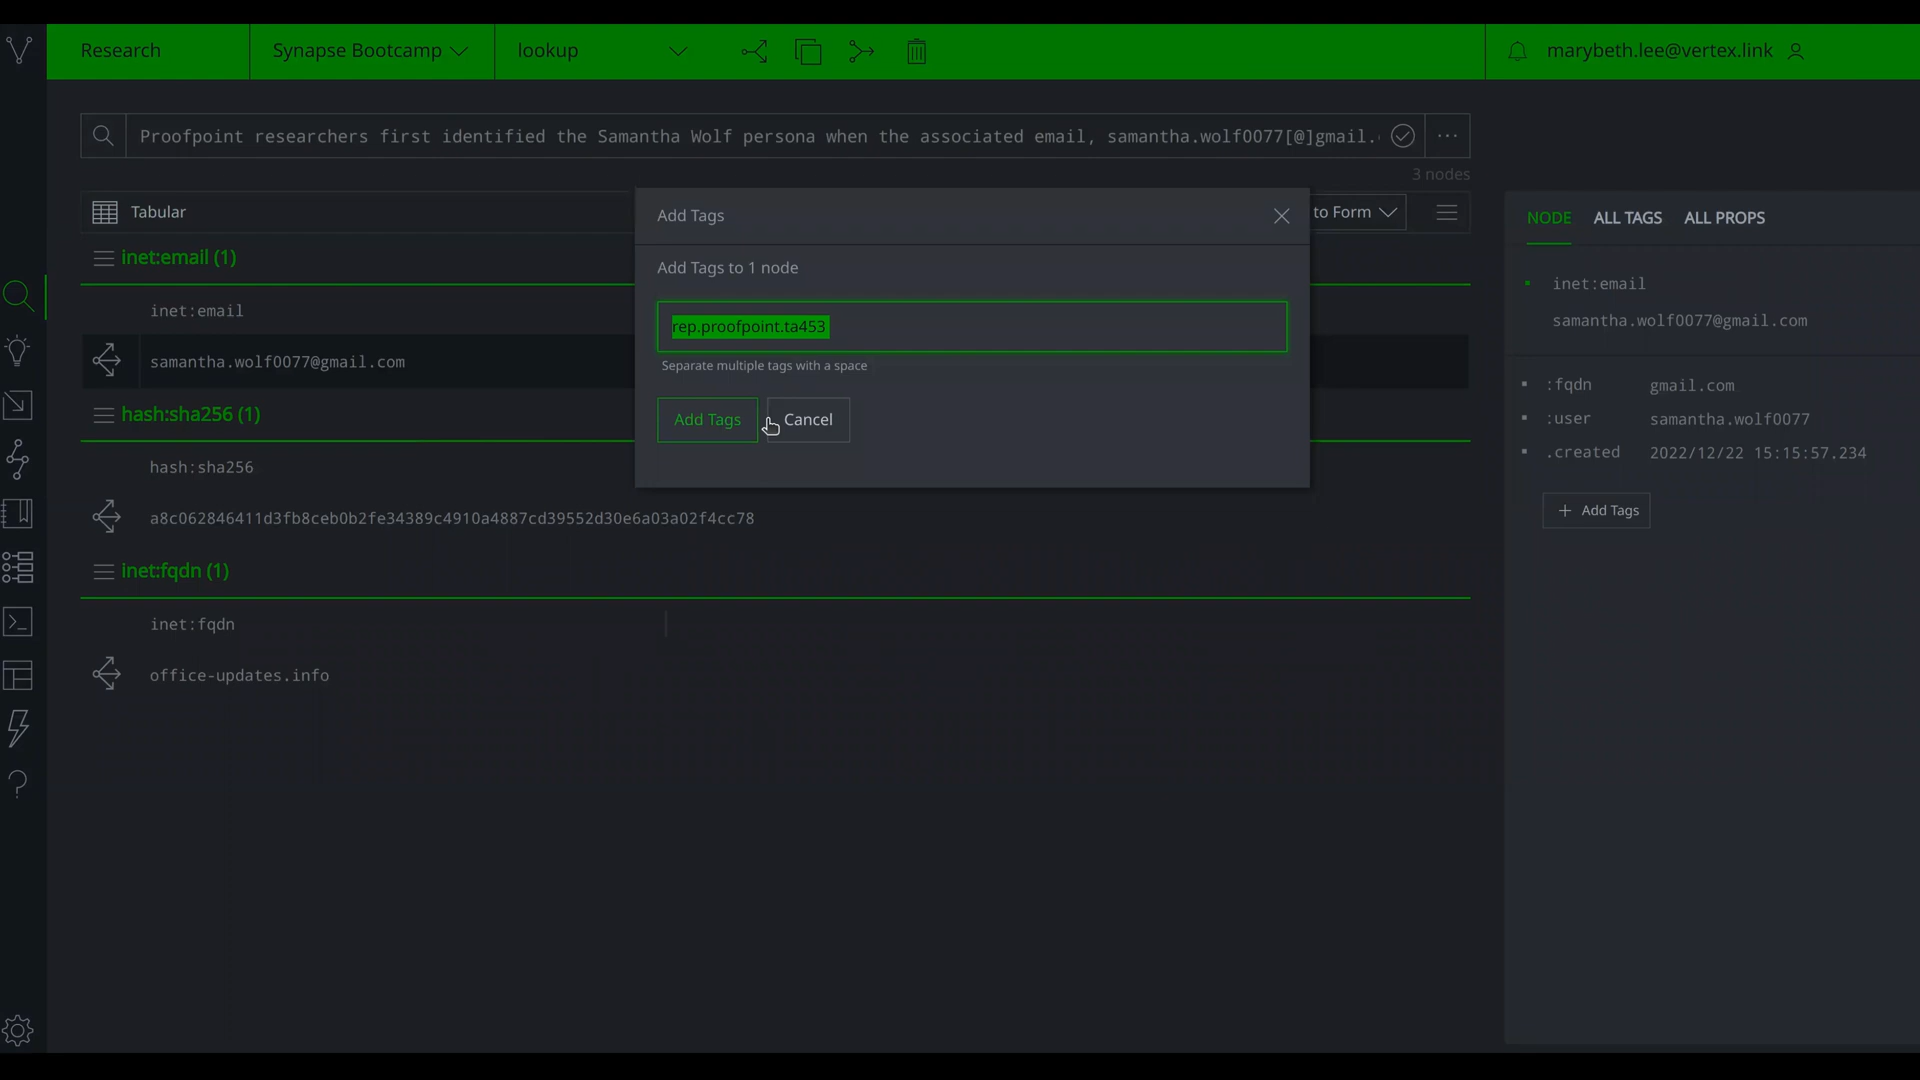 Research
Synapse Bootcamp
lookup
marybeth.lee@vertex.link
Proofpoint researchers first identified the Samantha Wolf persona when the associated email, samantha.wolf0077[@]gmail.
...
3 nodes
Tabular
to Form
inet:email (1)
inet:email
samantha.wolf0077@gmail.com
hash:sha256 (1)
hash:sha256
a8c062846411d3fb8ceb0b2fe34389c4910a4887cd39552d30e6a03a02f4cc78
inet:fqdn (1)
inet:fqdn
office-updates.info
Add Tags
Add Tags to 1 node
rep.proofpoint.ta453
Separate multiple tags with a space
Add Tags
Cancel
NODE ALL TAGS ALL PROPS
inet:email
samantha.wolf0077@gmail.com
:fqdn gmail.com
:user samantha.wolf0077
.created 2022/12/22 15:15:57.234
+ Add Tags